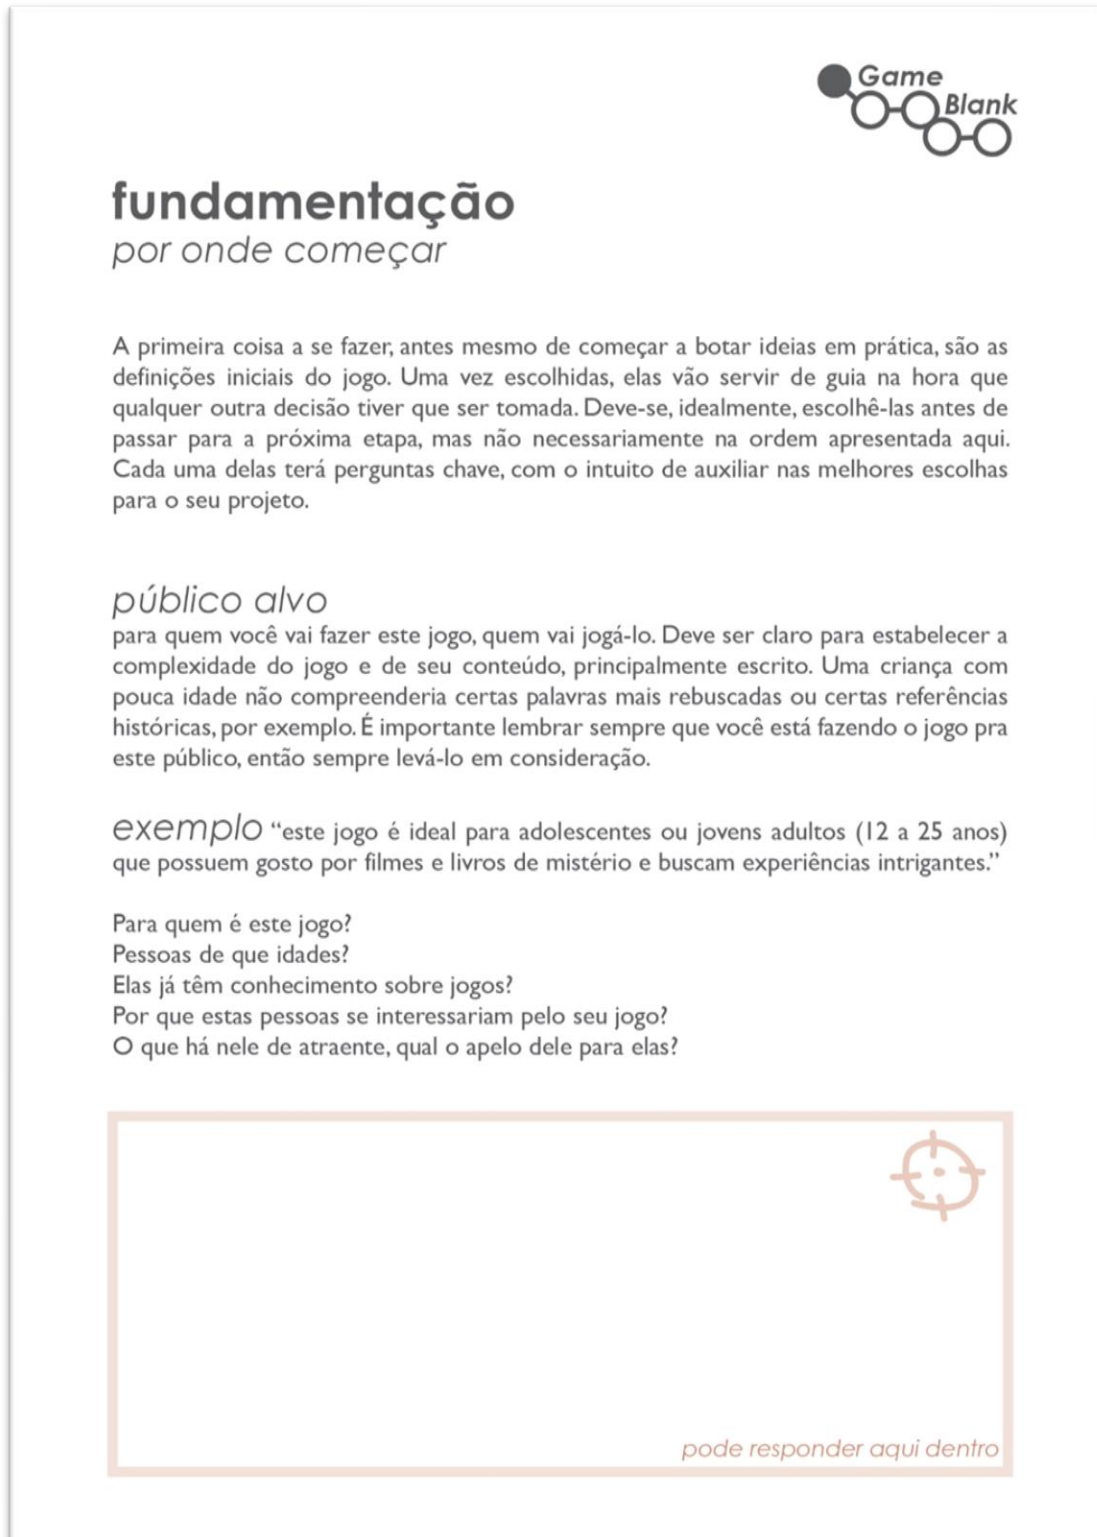 Game
Blank
fundamentação
por onde começar
A primeira coisa a se fazer, antes mesmo de começar a botar ideias em prática, são as
definições iniciais do jogo. Uma vez escolhidas, elas vão servir de guia na hora que
qualquer outra decisão tiver que ser tomada. Deve-se, idealmente, escolhê-las antes de
passar para a próxima etapa, mas não necessariamente na ordem apresentada aqui.
Cada uma delas terá perguntas chave, com o intuito de auxiliar nas melhores escolhas
para o seu projeto.
público alvo
para quem você vai fazer este jogo, quem vai jogá-lo. Deve ser claro para estabelecer a
complexidade do jogo e de seu conteúdo, principalmente escrito. Uma criança com
pouca idade não compreenderia certas palavras mais rebuscadas ou certas referências
históricas, por exemplo. É importante lembrar sempre que você está fazendo o jogo pra
este público, então sempre levá-lo em consideração.
exemplo “este jogo é ideal para adolescentes ou jovens adultos (12 a 25 anos)
que possuem gosto por filmes e livros de mistério e buscam experiências intrigantes.”
Para quem é este jogo?
Pessoas de que idades?
Elas já têm conhecimento sobre jogos?
Por que estas pessoas se interessariam pelo seu jogo?
O que há nele de atraente, qual o apelo dele para elas?
pode responder aqui dentro